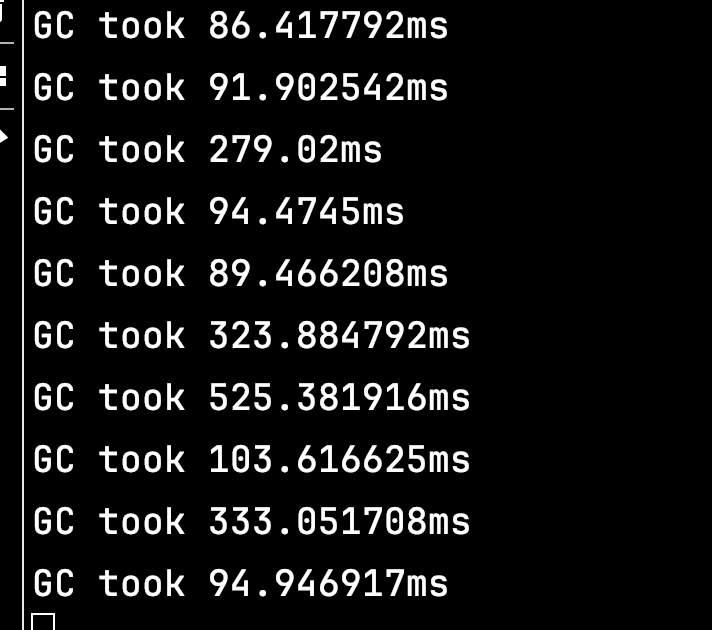 GC took 86.417792ms
GC took 91.902542ms
GC took 279.02ms
GC took 94.4745ms
GC took 89.466208ms
GC took 323.884792ms
GC took 525.381916ms
GC took 103.616625ms
GC took 333.051708ms
GC took 94.946917ms